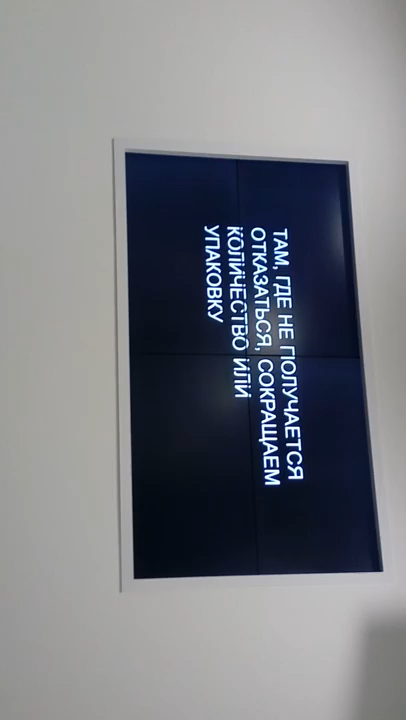 ТАМ, ГДЕ НЕ ПОЛУЧАЕТСЯ
ОТКАЗАТЬСЯ, СОКРАЩАЕМ
КОЛИЧЕСТВО ИЛИ
УПАКОВКУ